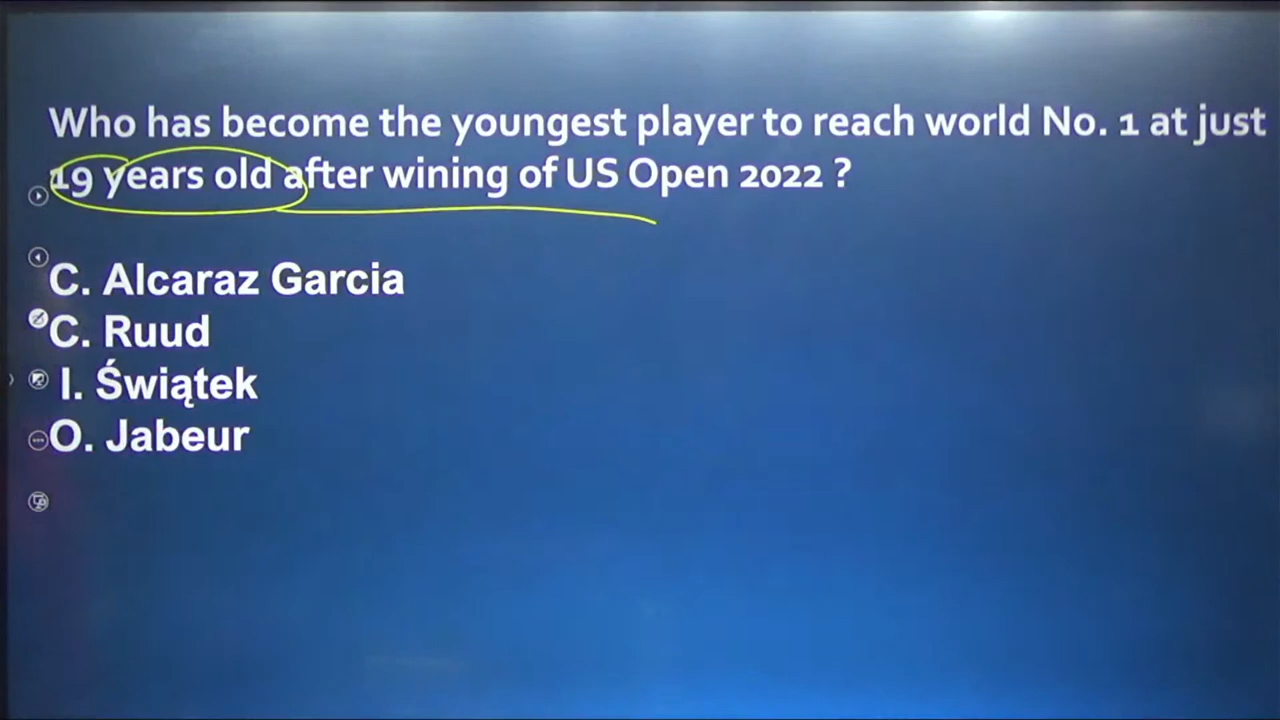 Who has become the youngest player to reach world No. 1 at just
19 years old after wining of US Open 2022 ?
C. Alcaraz Garcia
C. Ruud
I. Świątek
O. Jabeur